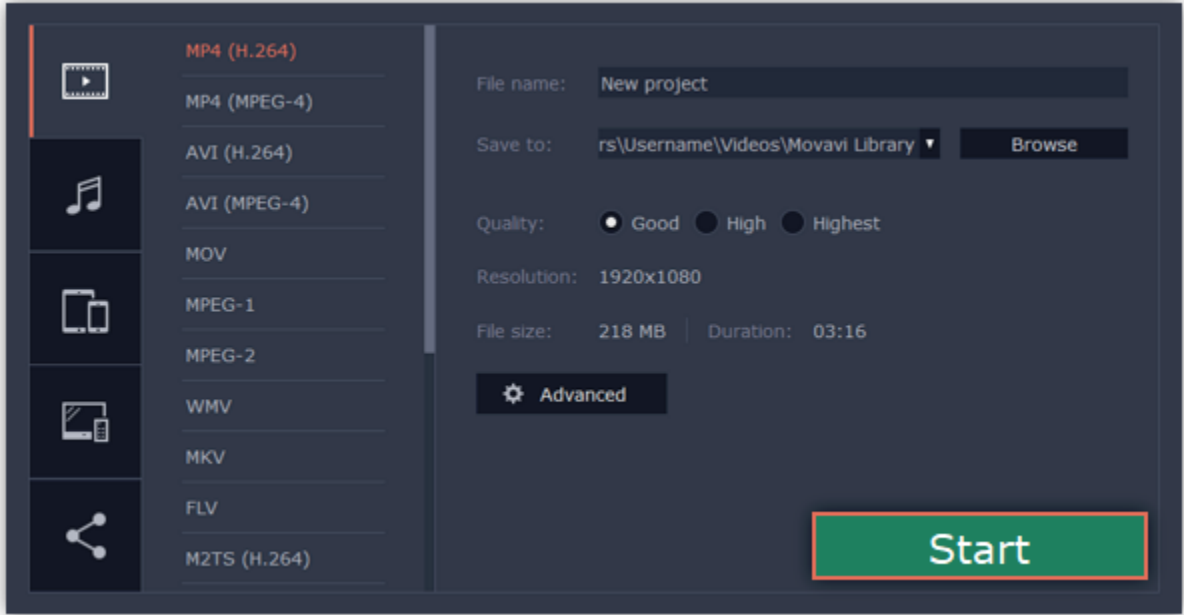 MP4 (H.264)
MP4 (MPEG-4)
AVI (H.264)
AVI (MPEG-4)
MOV
MPEG-1
MPEG-2
WMV
MKV
FLV
M2TS (H.264)
File name: New project
Save to: rs\Username\Videos\Movavi Library Browse
Quality: Good High Highest
Resolution: 1920x1080
File size: 218 MB Duration: 03:16
Advanced
Start